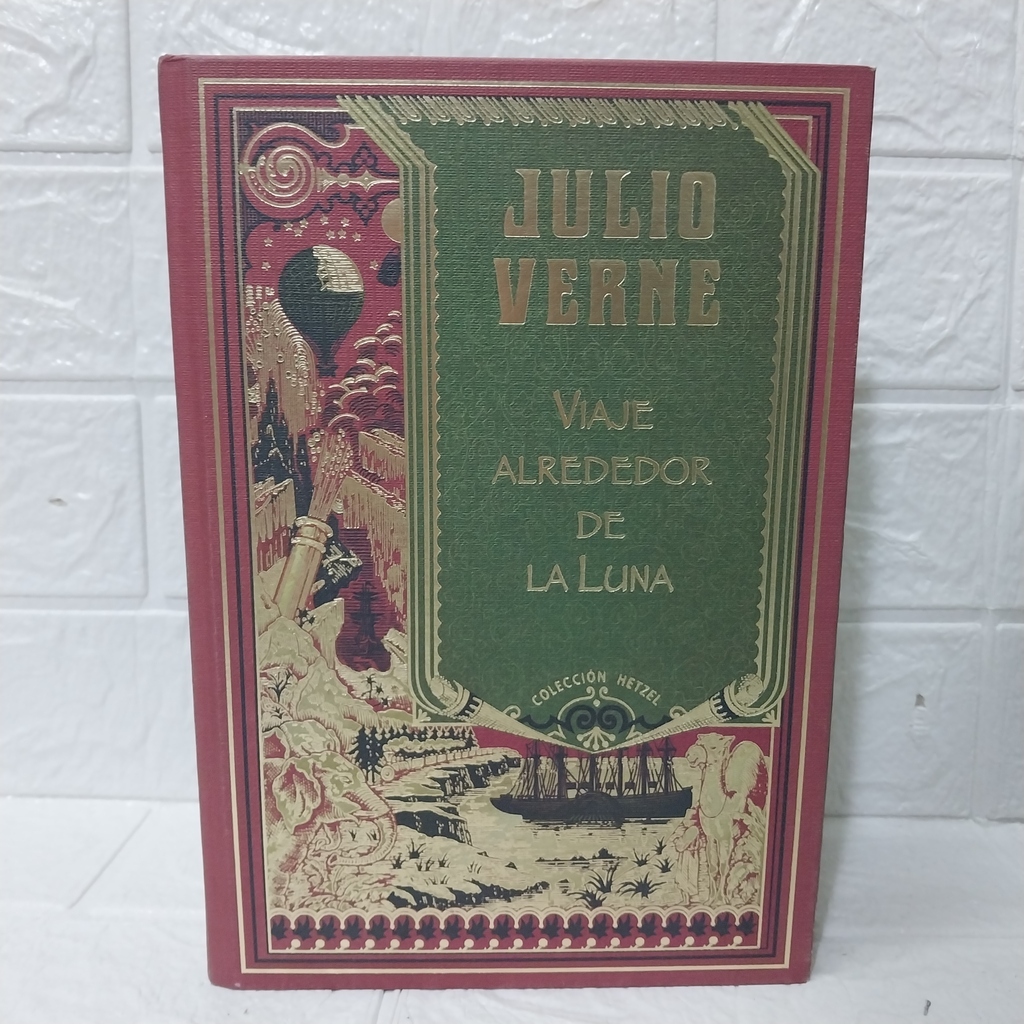 JULIO
VERNE
VIAJE
ALREDEDOR
DE
LA LUNA
COLECCIÓN HETZEL